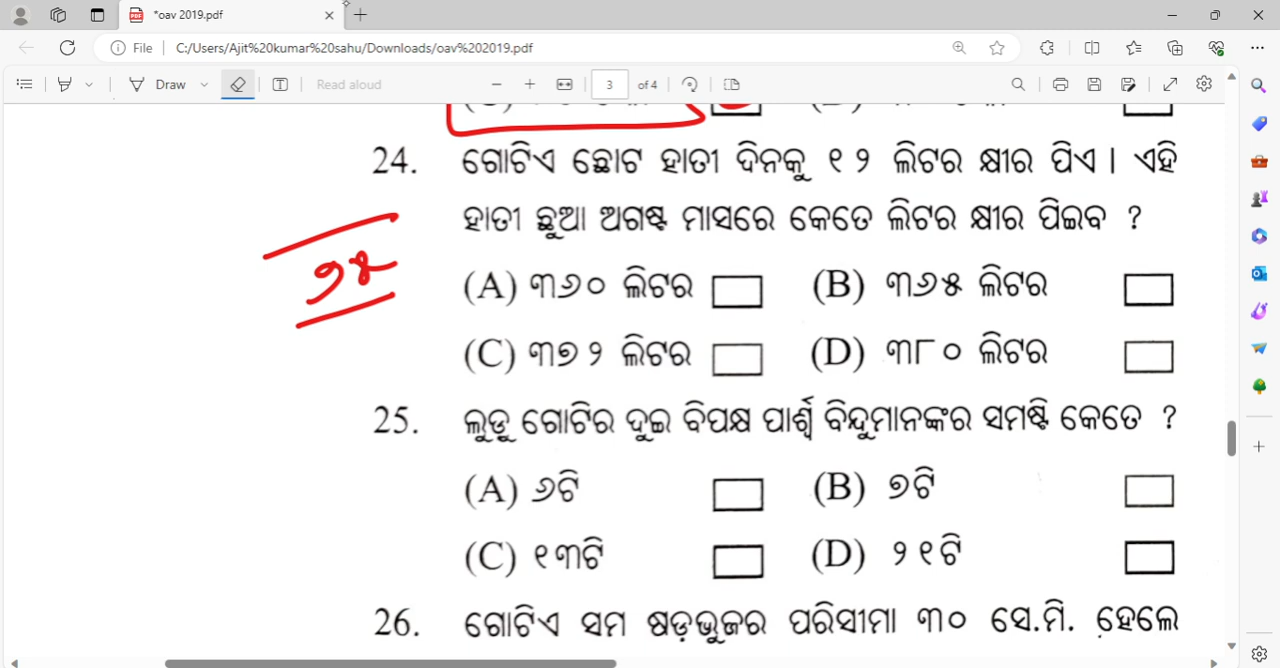 *oav 2019.pdf
File C:/Users/Ajit%20kumar%20sahu/Downloads/oav%202019.pdf
Draw Read aloud 3 of 4
24. ଗୋଟିଏ ଛୋଟ ହାତୀ ଦିନକୁ ୧୨ ଲିଟର କ୍ଷୀର ପିଏ । ଏହି
ହାତୀ ଛୁଆ ଅଗଷ୍ଟ ମାସରେ କେତେ ଲିଟର କ୍ଷୀର ପିଇବ ?
(A) ୩୬୦ ଲିଟର (B) ୩୬୫ ଲିଟର
(C) ୩୭୨ ଲିଟର (D) ୩୮୦ ଲିଟର
25. ଲୁଡୁ ଗୋଟିର ଦୁଇ ବିପକ୍ଷ ପାର୍ଶ୍ୱ ବିନ୍ଦୁମାନଙ୍କର ସମଷ୍ଟି କେତେ ?
(A) ୬ଟି (B) ୭ଟି
(C) ୧୩ଟି (D) ୨୧ଟି
26. ଗୋଟିଏ ସମ ଷଡ଼ଭୁଜର ପରିସୀମା ୩୦ ସେ.ମି. ହେଲେ